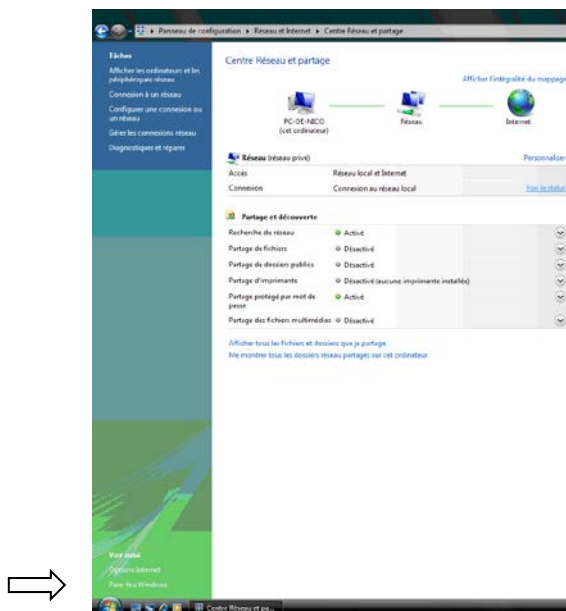 Panneau de configuration ▸ Réseau et Internet ▸ Centre Réseau et partage
Tâches
Afficher les ordinateurs et les
périphériques réseau
Connexion à un réseau
Configurer une connexion ou
un réseau
Gérer les connexions réseau
Diagnostiquer et réparer
Centre Réseau et partage
Afficher l'intégralité du mappage
PC-DE-NICO
(cet ordinateur)
Réseau
Internet
Réseau (réseau privé)
Personnaliser
Accès
Réseau local et Internet
Connexion
Connexion au réseau local
Voir le statut
Partage et découverte
Recherche du réseau
Activé
Partage de fichiers
Désactivé
Partage de dossiers publics
Désactivé
Partage d'imprimante
Désactivé (aucune imprimante installée)
Partage protégé par mot de
passe
Activé
Partage des fichiers multimédias
Désactivé
Afficher tous les fichiers et dossiers que je partage
Me montrer tous les dossiers réseau partagés sur cet ordinateur
Voir aussi
Options Internet
Pare-feu Windows
Centre Réseau et pa...